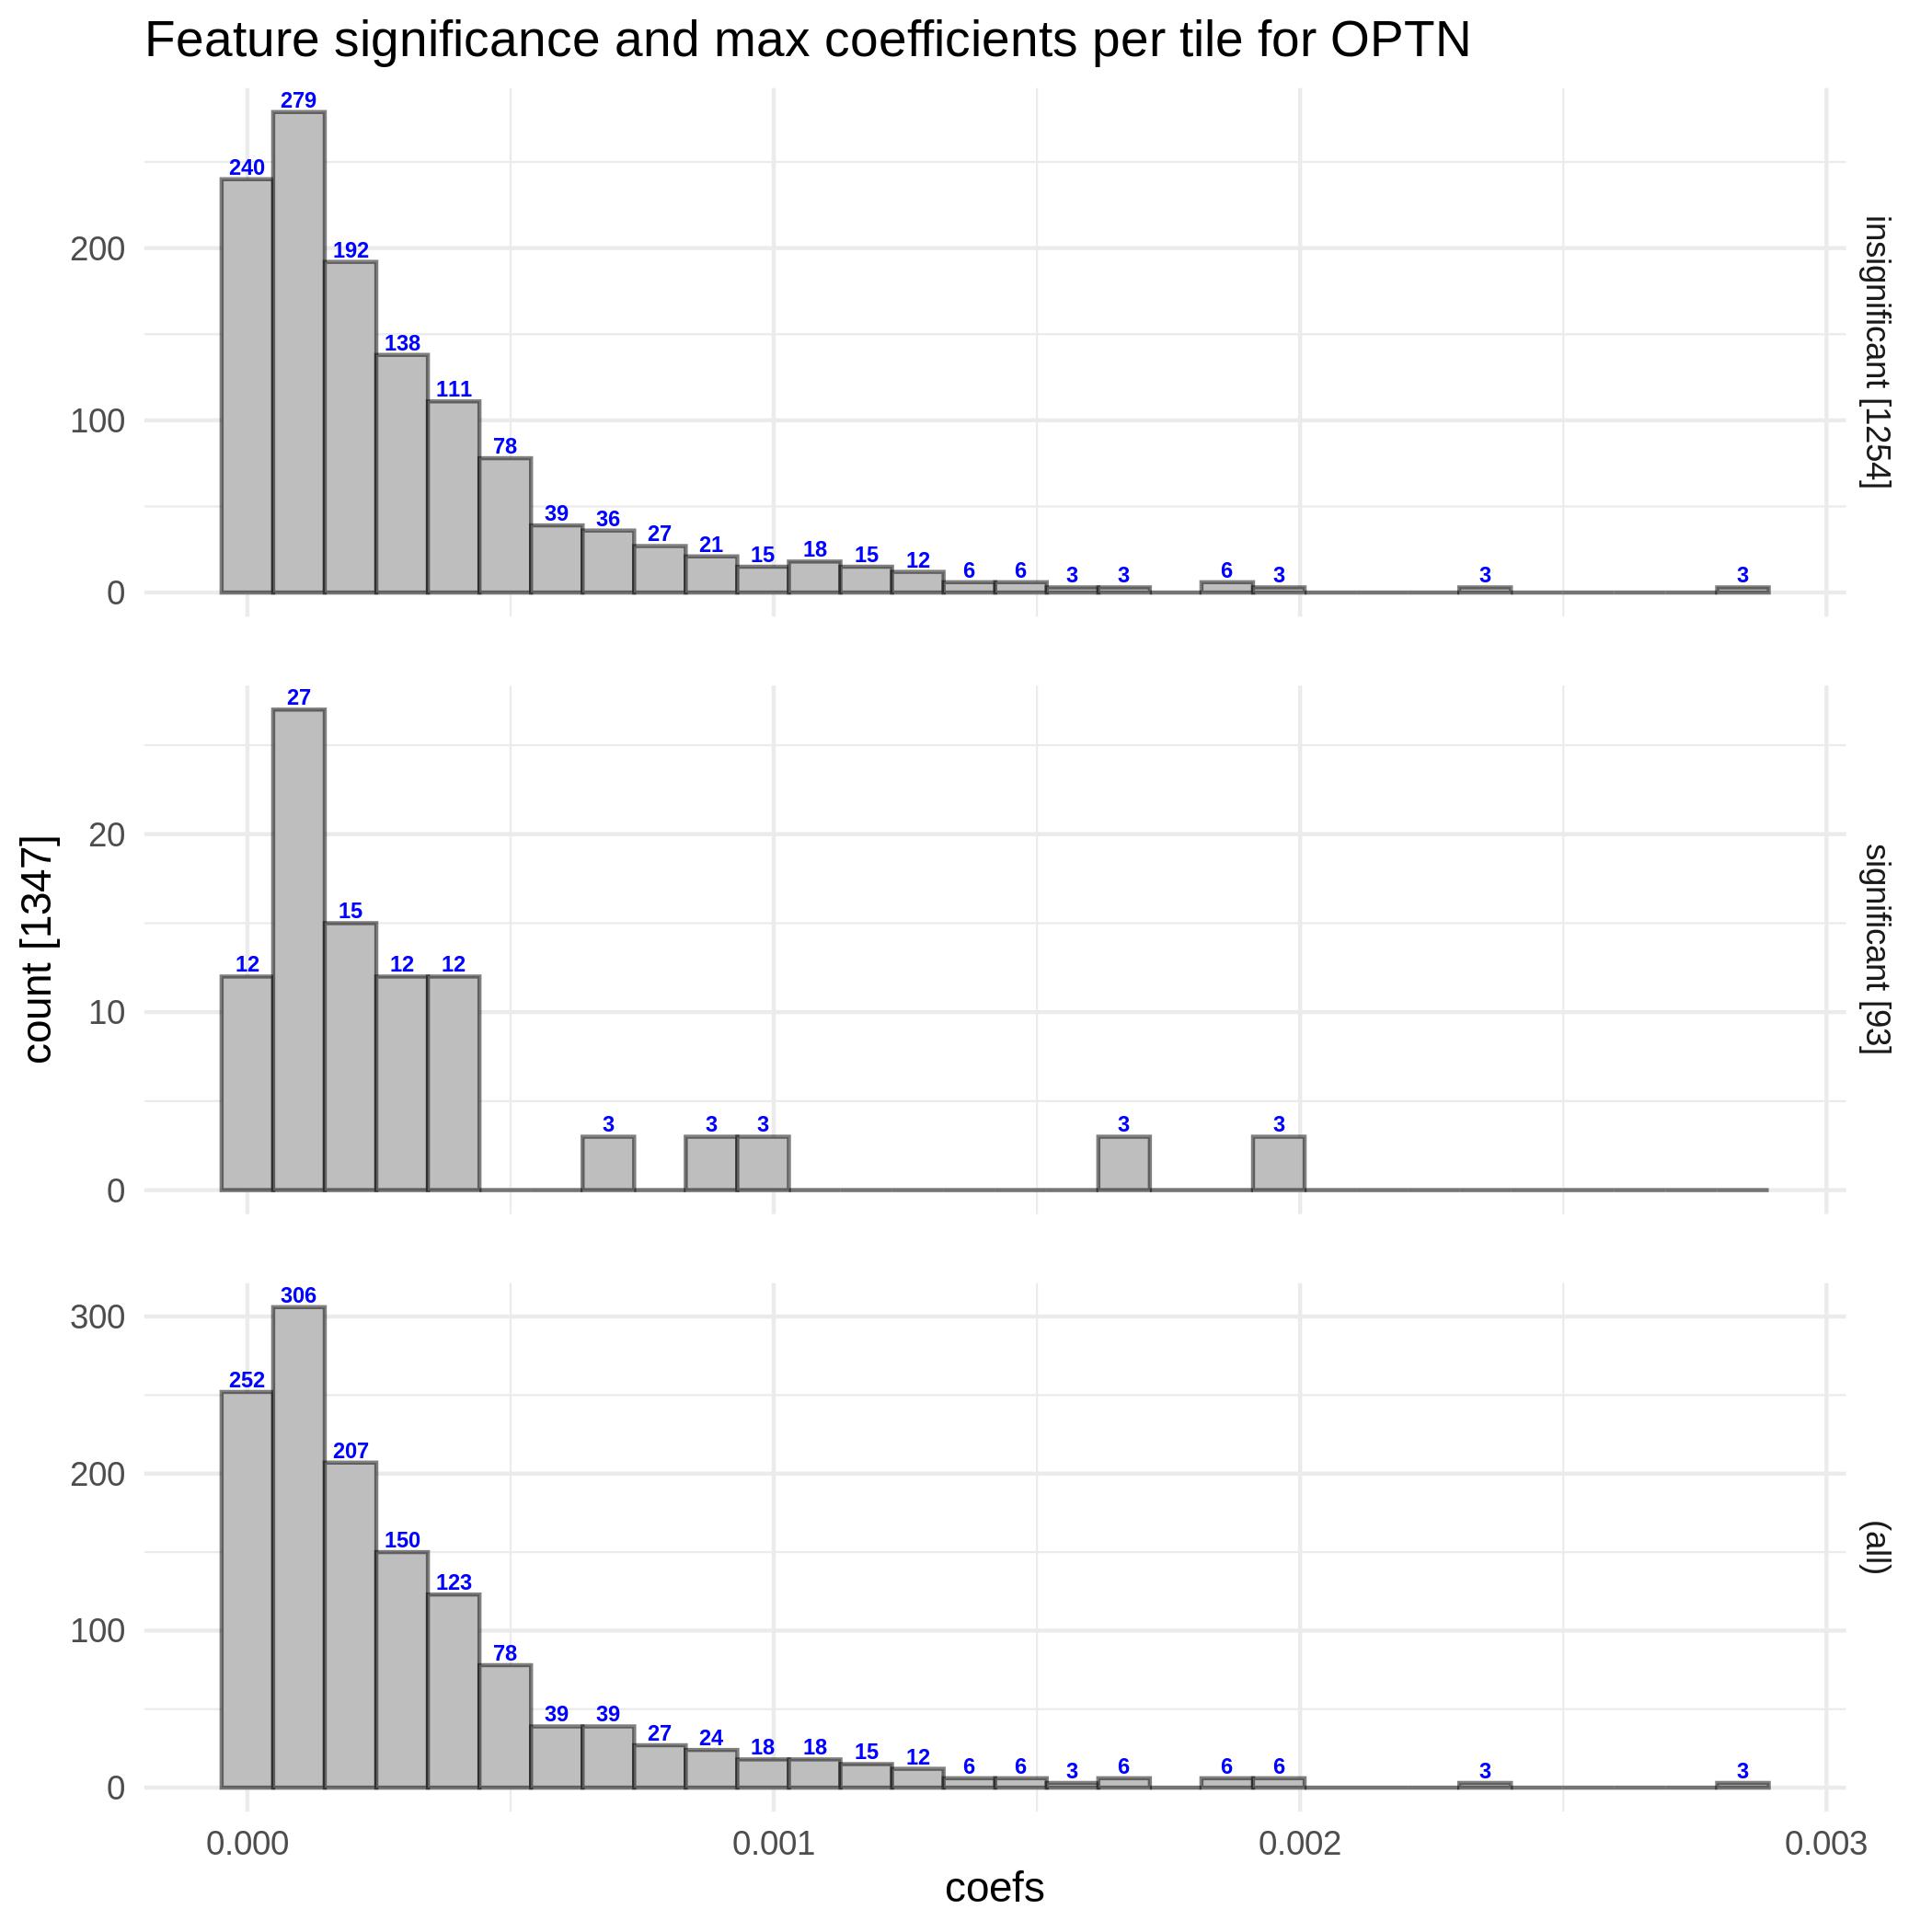 Feature significance and max coefficients per tile for OPTN
279
240
192
138
111
78
39 36 27 21 15 18 15 12 6 6 3 3 6 3 3 3
200
100
0
insignificant [1254]
27
12 15 12 12 3 3 3 3 3
20
10
0
significant [93]
count [1347]
306
252
207
150
123
78
39 39 27 24 18 18 15 12 6 6 3 6 6 6 3 3
300
200
100
0
(all)
0.000 0.001 0.002 0.003
coefs